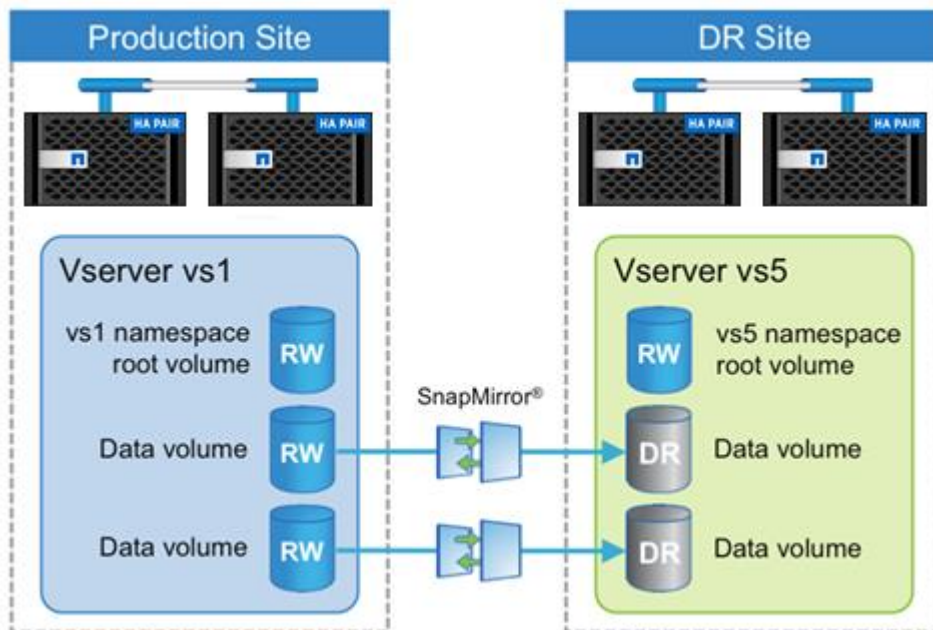 Production Site
DR Site
HA PAIR
HA PAIR
HA PAIR
HA PAIR
Vserver vs1
vs1 namespace
root volume
RW
Data volume
RW
Data volume
RW
SnapMirror®
Vserver vs5
RW
vs5 namespace
root volume
DR
Data volume
DR
Data volume